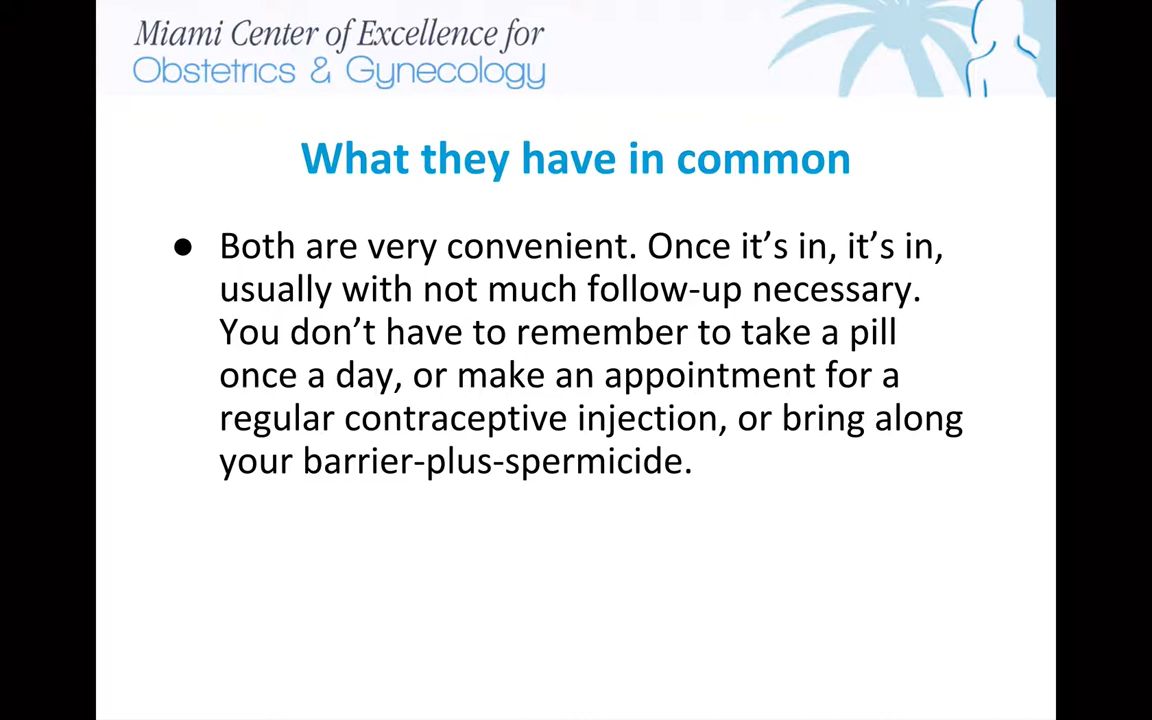 Miami Center of Excellence for
Obstetrics & Gynecology
What they have in common
● Both are very convenient. Once it’s in, it’s in,
usually with not much follow-up necessary.
You don’t have to remember to take a pill
once a day, or make an appointment for a
regular contraceptive injection, or bring along
your barrier-plus-spermicide.